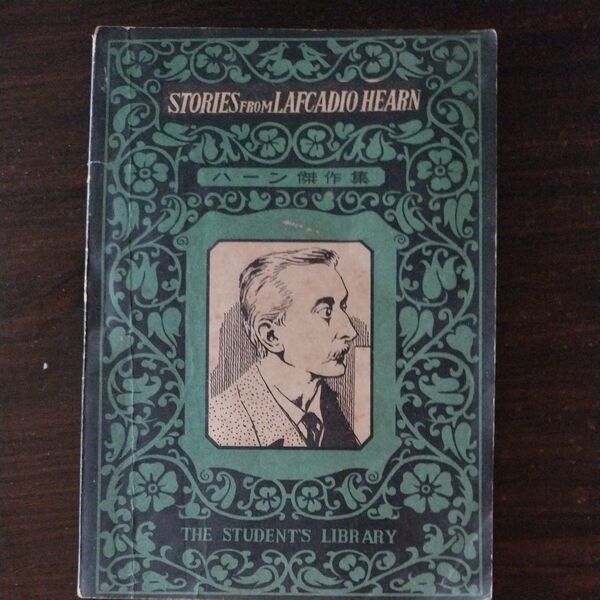 STORIES FROM LAFCADIO HEARN
ハーン傑作集
THE STUDENT'S LIBRARY